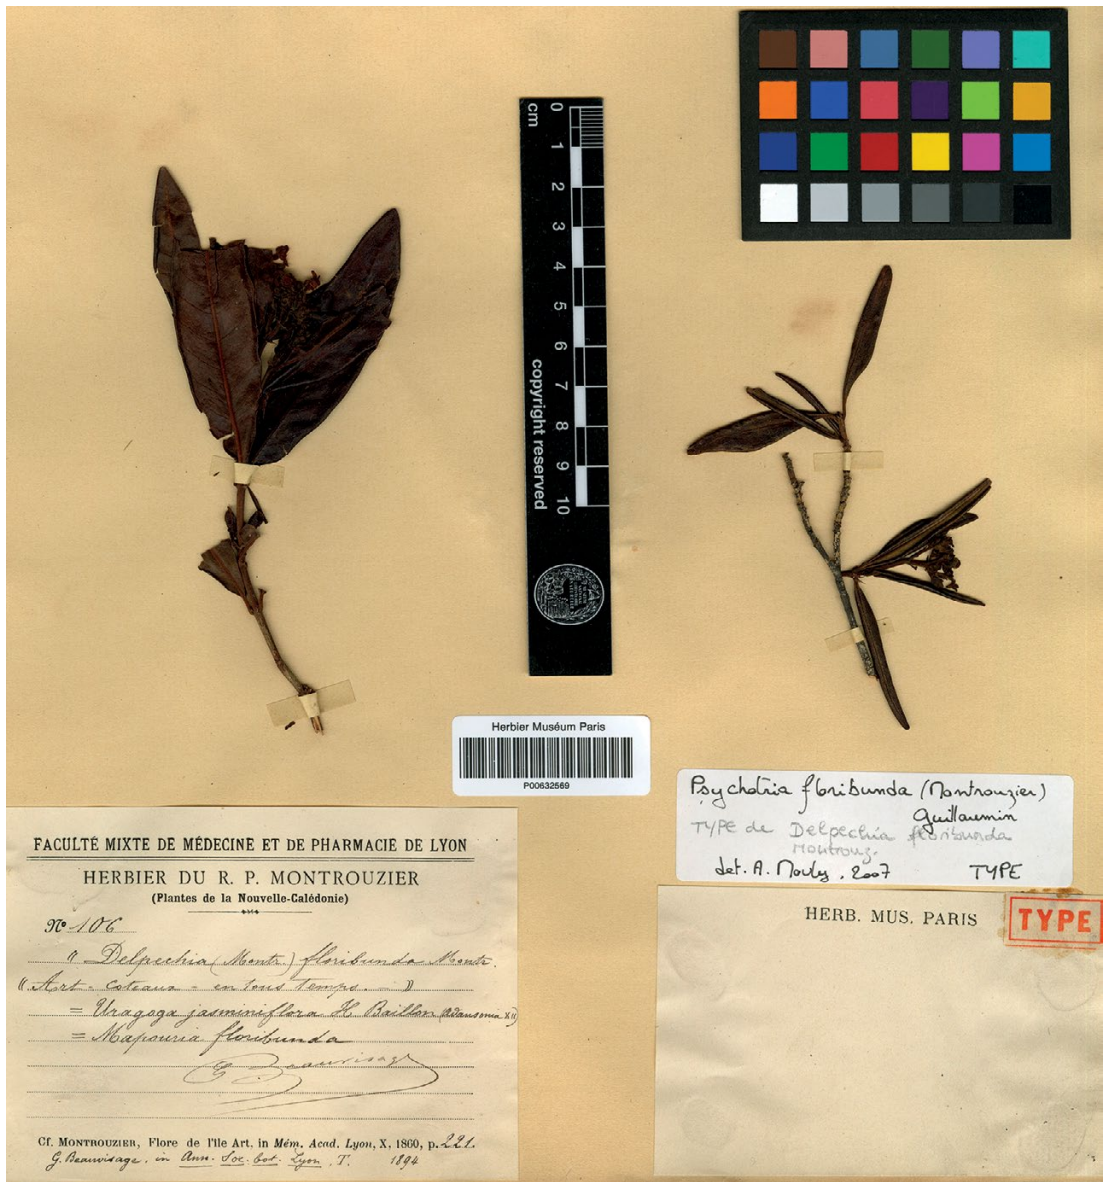 cm
0
1
2
3
4
5
6
7
8
9
10
copyright reserved
Herbier Muséum Paris
P00632569
Psychotria floribunda (Montrouzier)
Guillaumin
TYPE de Delpechia floribunda
Montrouz.
det. A. Mouly, 2007 TYPE
FACULTÉ MIXTE DE MÉDECINE ET DE PHARMACIE DE LYON
HERBIER DU R. P. MONTROUZIER
(Plantes de la Nouvelle-Calédonie)
No 106
" Delpechia (Montr.) floribunda Montr.
" Art - coteaux - en tous temps. - "
= Uragoga jasminiflora H Baillon (Adansonia XII)
= Mapouria floribunda
G Beauvisage
Cf. MONTROUZIER, Flore de l'île Art. in Mém. Acad. Lyon, X, 1860, p. 221.
G. Beauvisage. in Ann. Soc. bot. Lyon, T. 1894
HERB. MUS. PARIS
TYPE